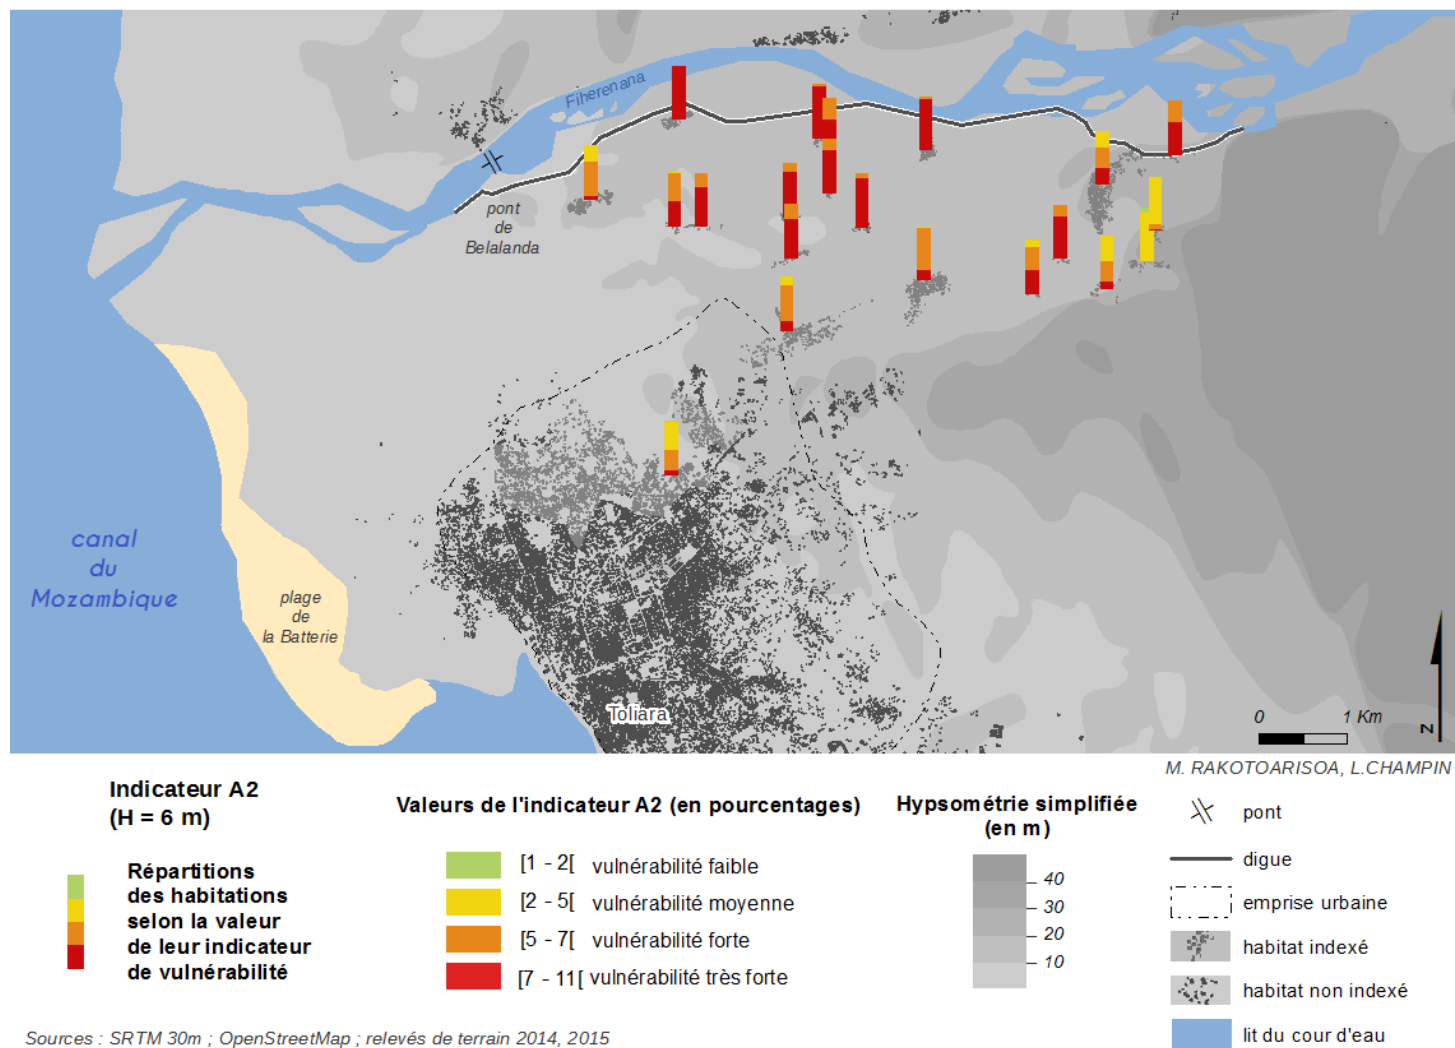 Fiherenana
pont
de
Belalanda
canal
du
Mozambique
plage
de
la Batterie
Toliara
0 1 Km
N
M. RAKOTOARISOA, L.CHAMPIN
Indicateur A2
(H = 6 m)
Répartitions
des habitations
selon la valeur
de leur indicateur
de vulnérabilité
Valeurs de l'indicateur A2 (en pourcentages)
[1 - 2[ vulnérabilité faible
[2 - 5[ vulnérabilité moyenne
[5 - 7[ vulnérabilité forte
[7 - 11[ vulnérabilité très forte
Hypsométrie simplifiée
(en m)
40
30
20
10
pont
digue
emprise urbaine
habitat indexé
habitat non indexé
lit du cour d'eau
Sources : SRTM 30m ; OpenStreetMap ; relevés de terrain 2014, 2015